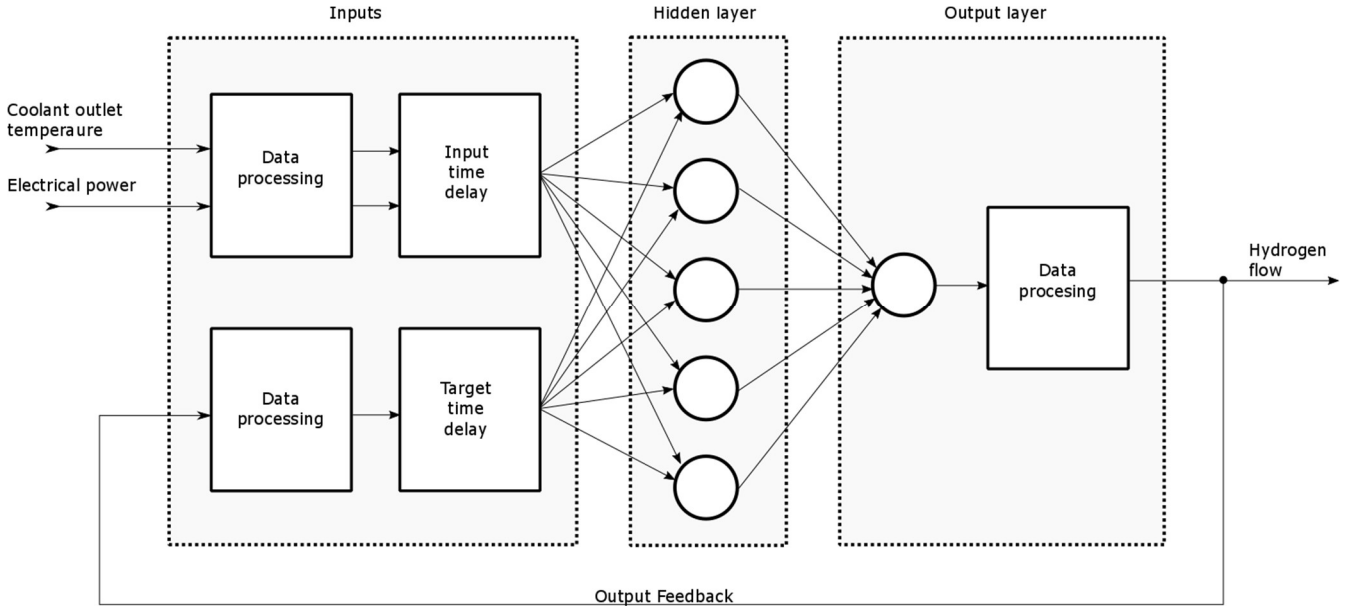 Inputs
Hidden layer
Output layer
Coolant outlet
temperaure
Electrical power
Data
processing
Input
time
delay
Data
processing
Target
time
delay
Data
procesing
Hydrogen
flow
Output Feedback